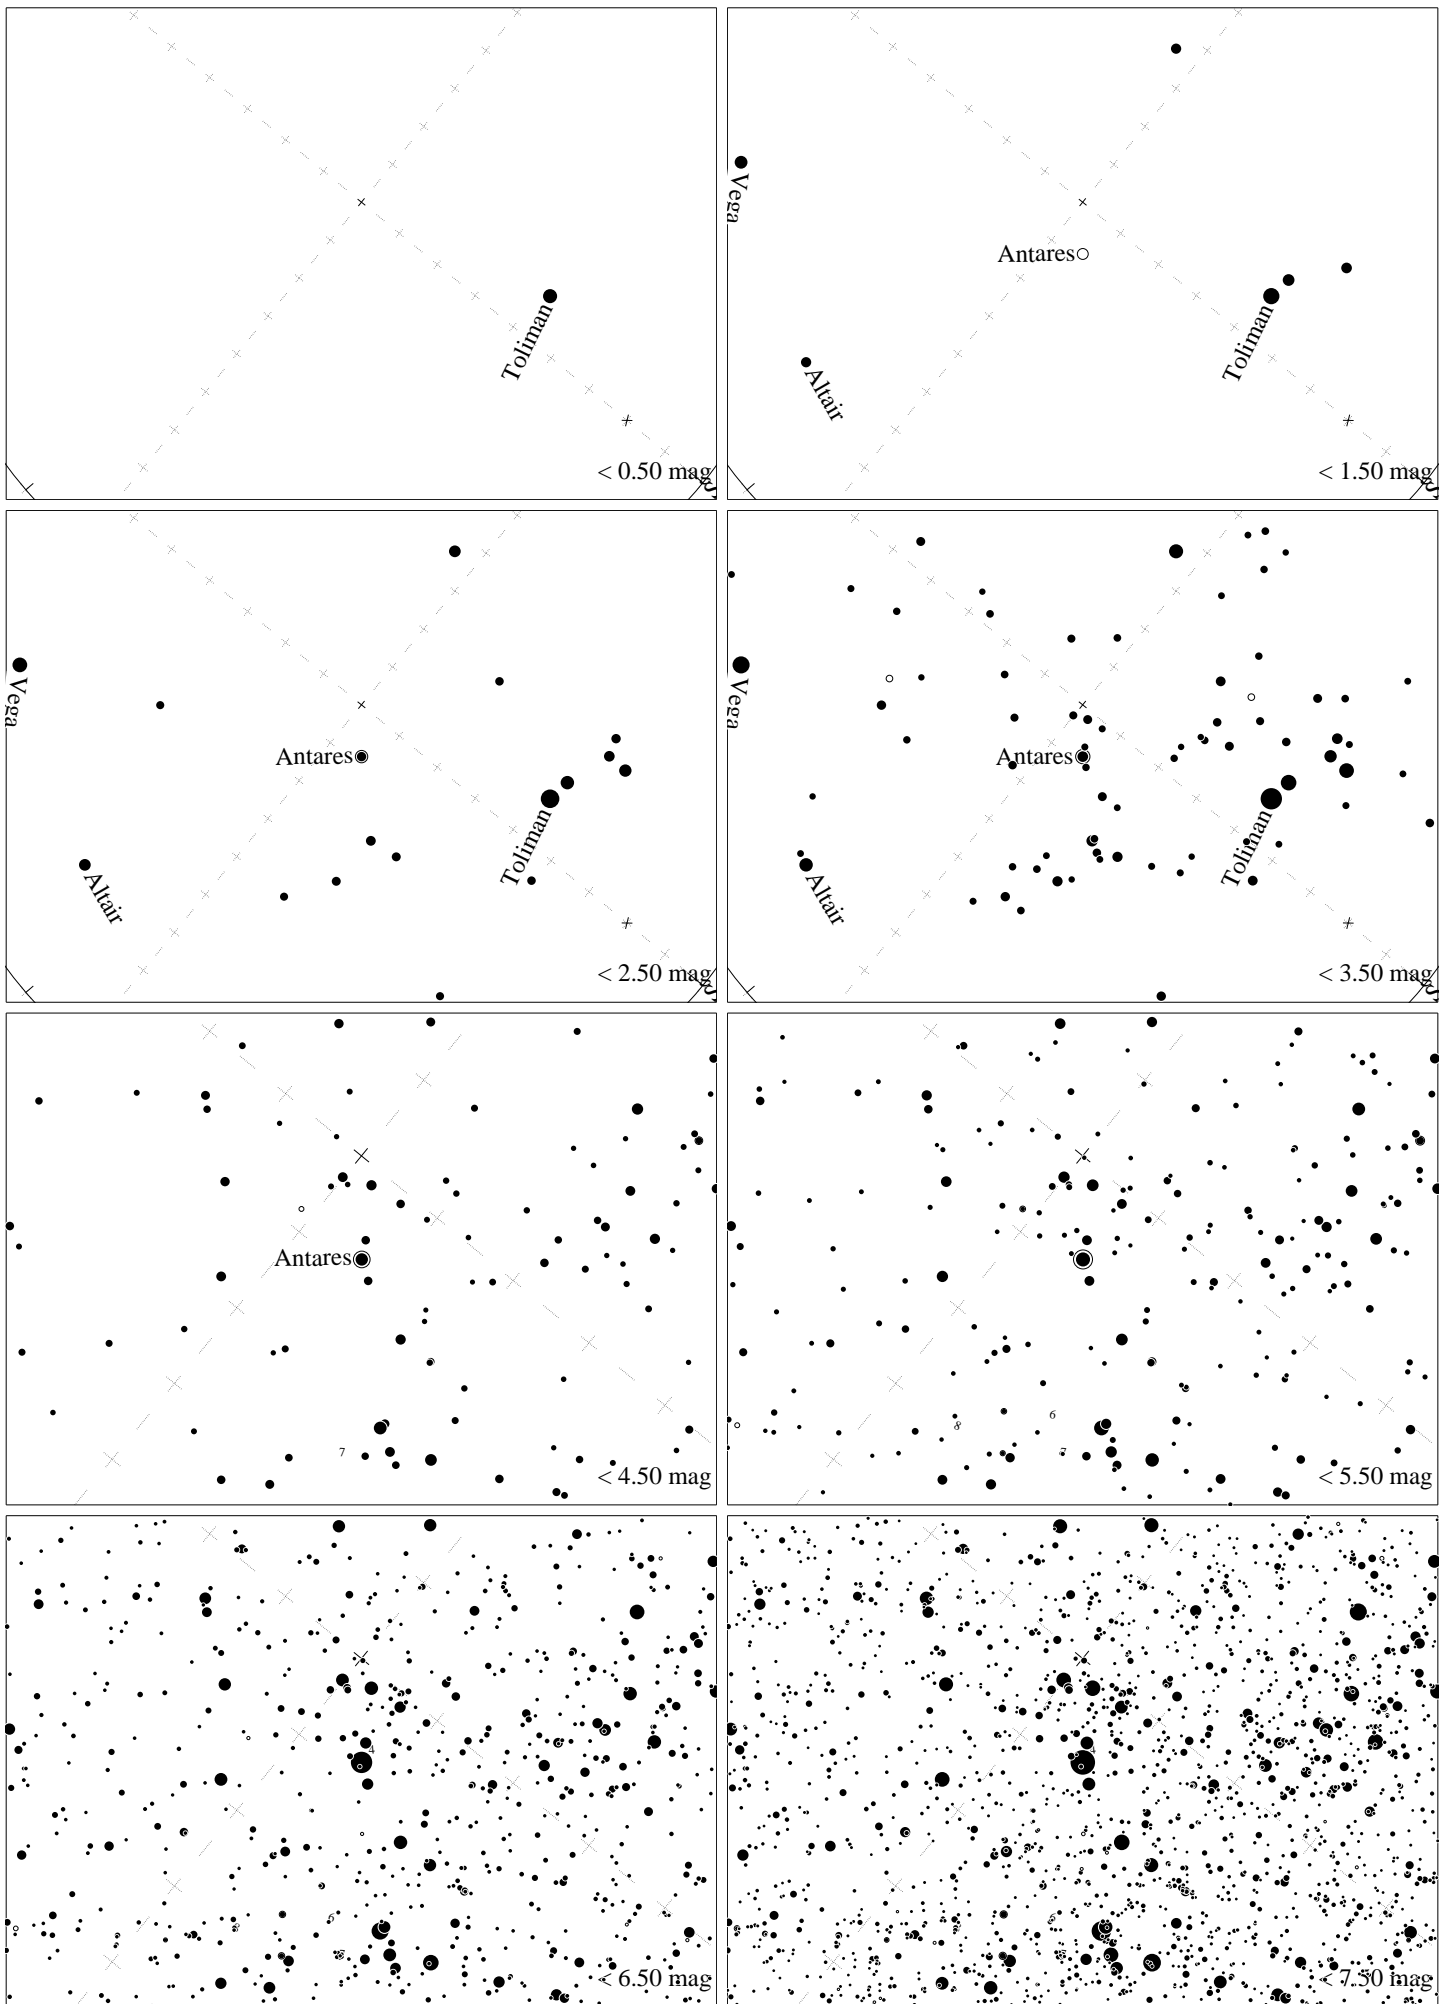 Toliman
< 0.50 mag
Vega
Antares
Toliman
Altair
< 1.50 mag
Vega
Antares
Toliman
Altair
< 2.50 mag
Vega
Antares
Toliman
Altair
< 3.50 mag
Antares
7
< 4.50 mag
6
8
7
< 5.50 mag
4
5
< 6.50 mag
< 7.50 mag